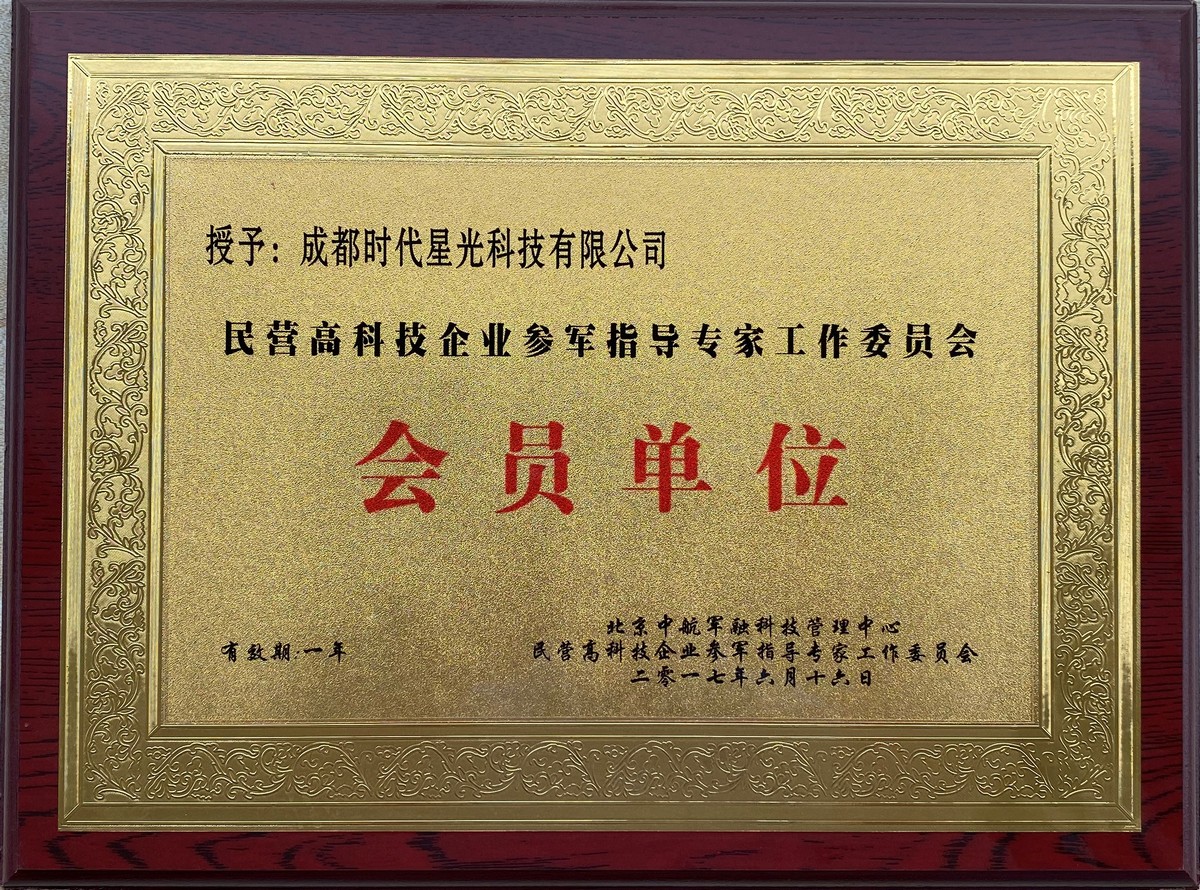 授予：成都时代星光科技有限公司
民营高科技企业参军指导专家工作委员会
会员单位
北京中航军融科技管理中心
有效期:一年
民营高科技企业参军指导专家工作委员会
二零一七年六月十六日